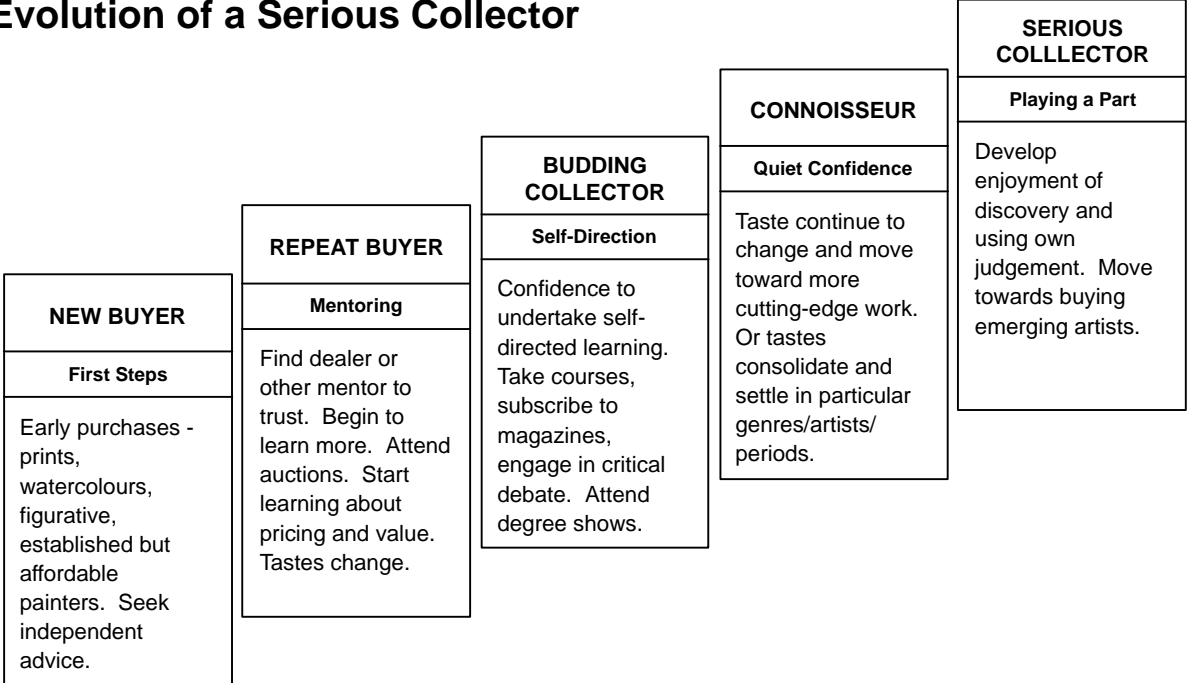 Evolution of a Serious Collector
NEW BUYER
First Steps
Early purchases -
prints,
watercolours,
figurative,
established but
affordable
painters.  Seek
independent
advice.
REPEAT BUYER
Mentoring
Find dealer or
other mentor to
trust.  Begin to
learn more.  Attend
auctions.  Start
learning about
pricing and value.
Tastes change.
BUDDING
COLLECTOR
Self-Direction
Confidence to
undertake self-
directed learning.
Take courses,
subscribe to
magazines,
engage in critical
debate.  Attend
degree shows.
CONNOISSEUR
Quiet Confidence
Taste continue to
change and move
toward more
cutting-edge work.
Or tastes
consolidate and
settle in particular
genres/artists/
periods.
SERIOUS
COLLLECTOR
Playing a Part
Develop
enjoyment of
discovery and
using own
judgement.  Move
towards buying
emerging artists.